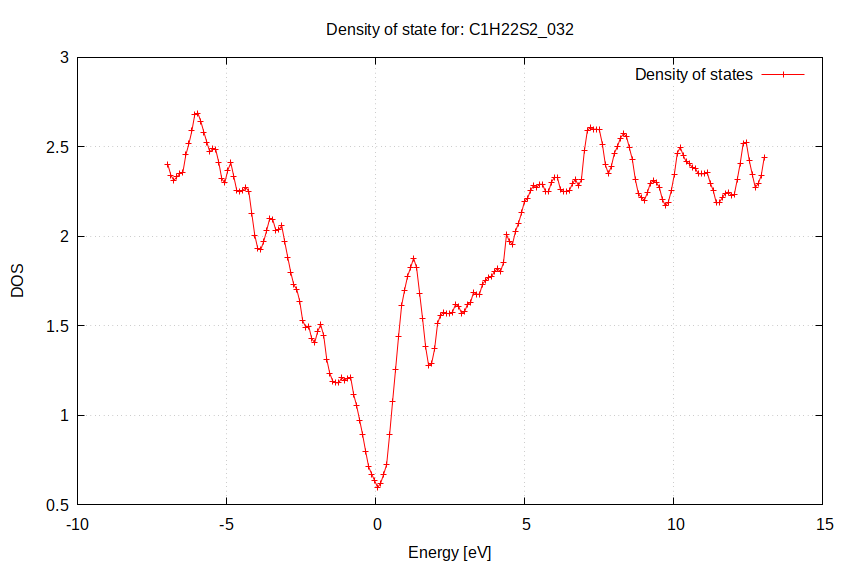 Density of state for: C1H22S2_032
Density of states
3
2.5
2
1.5
1
0.5
DOS
-10 -5 0 5 10 15
Energy [eV]